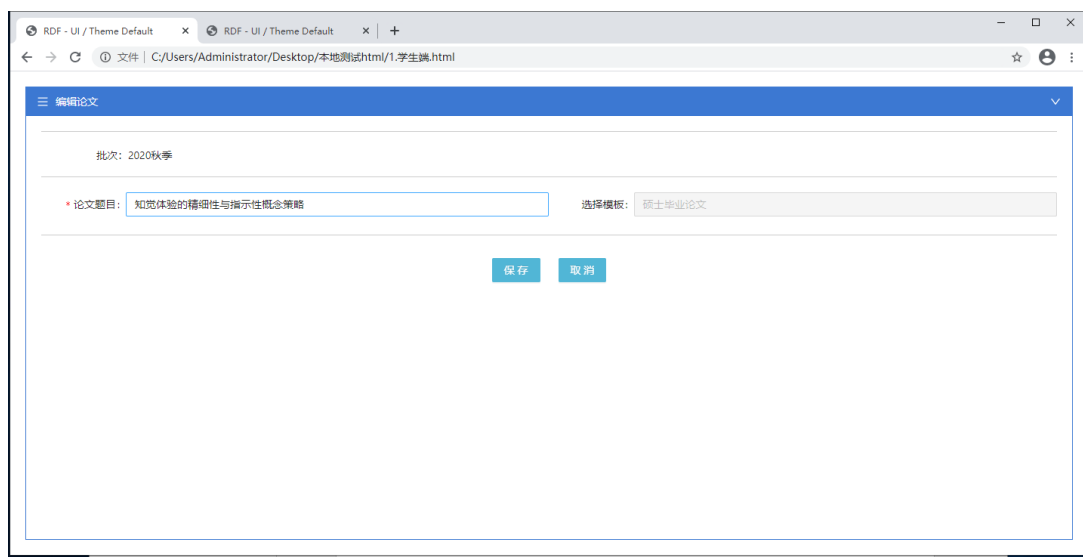 RDF - UI / Theme Default
RDF - UI / Theme Default
文件 | C:/Users/Administrator/Desktop/本地测试html/1.学生端.html
编辑论文
批次: 2020秋季
* 论文题目: 知觉体验的精细性与指示性概念策略
选择模板: 硕士毕业论文
保存 取消